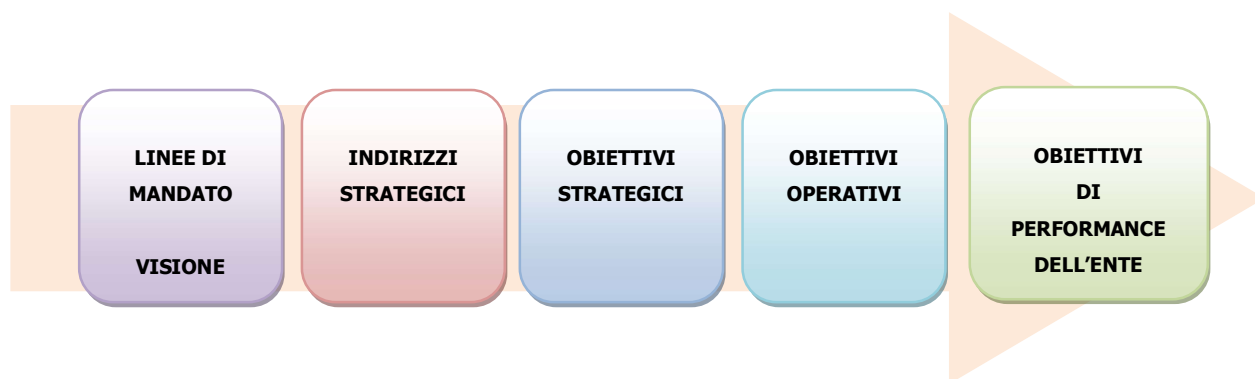 LINEE DI
MANDATO
VISIONE
INDIRIZZI
STRATEGICI
OBIETTIVI
STRATEGICI
OBIETTIVI
OPERATIVI
OBIETTIVI
DI
PERFORMANCE
DELL’ENTE